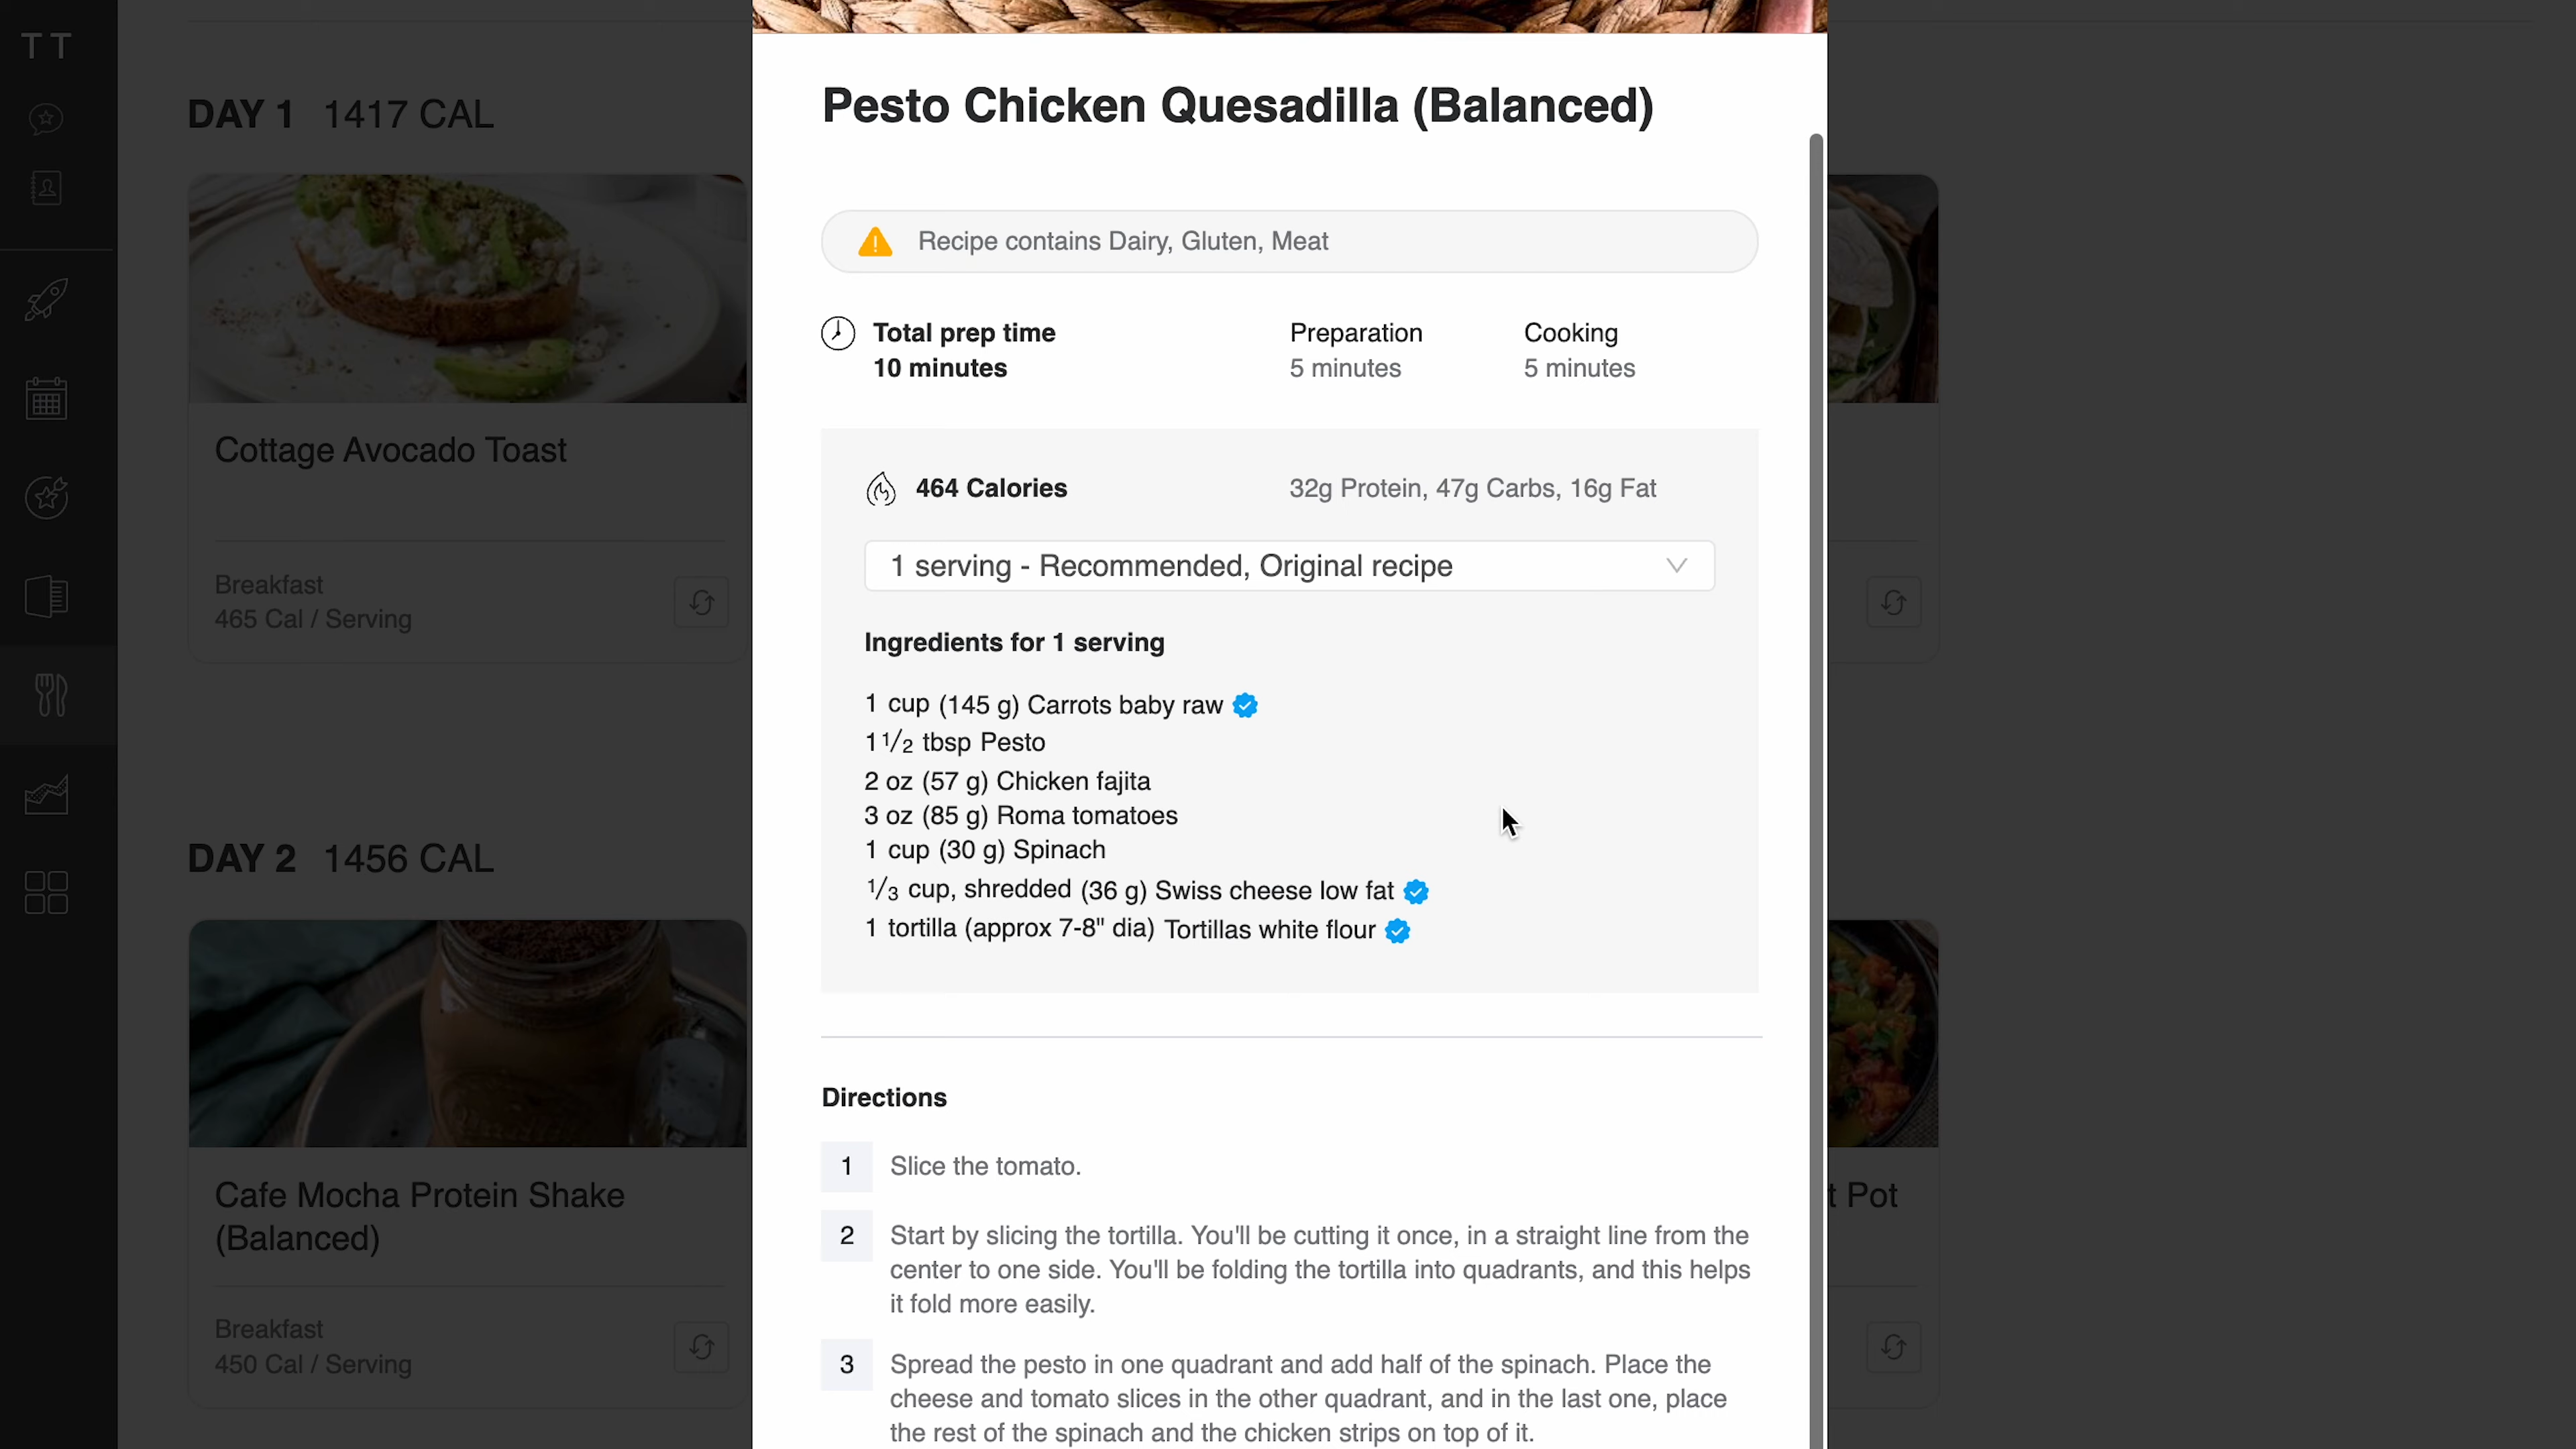 TT
DAY 1 1417 CAL
Cottage Avocado Toast
Breakfast
465 Cal / Serving
DAY 2 1456 CAL
Cafe Mocha Protein Shake
(Balanced)
Breakfast
450 Cal / Serving
Pesto Chicken Quesadilla (Balanced)
Recipe contains Dairy, Gluten, Meat
Total prep time
10 minutes
Preparation
5 minutes
Cooking
5 minutes
464 Calories
32g Protein, 47g Carbs, 16g Fat
1 serving - Recommended, Original recipe
Ingredients for 1 serving
1 cup (145 g) Carrots baby raw
1 1/2 tbsp Pesto
2 oz (57 g) Chicken fajita
3 oz (85 g) Roma tomatoes
1 cup (30 g) Spinach
1/3 cup, shredded (36 g) Swiss cheese low fat
1 tortilla (approx 7-8" dia) Tortillas white flour
Directions
1 Slice the tomato.
2 Start by slicing the tortilla. You'll be cutting it once, in a straight line from the
center to one side. You'll be folding the tortilla into quadrants, and this helps
it fold more easily.
3 Spread the pesto in one quadrant and add half of the spinach. Place the
cheese and tomato slices in the other quadrant, and in the last one, place
the rest of the spinach and the chicken strips on top of it.
t Pot